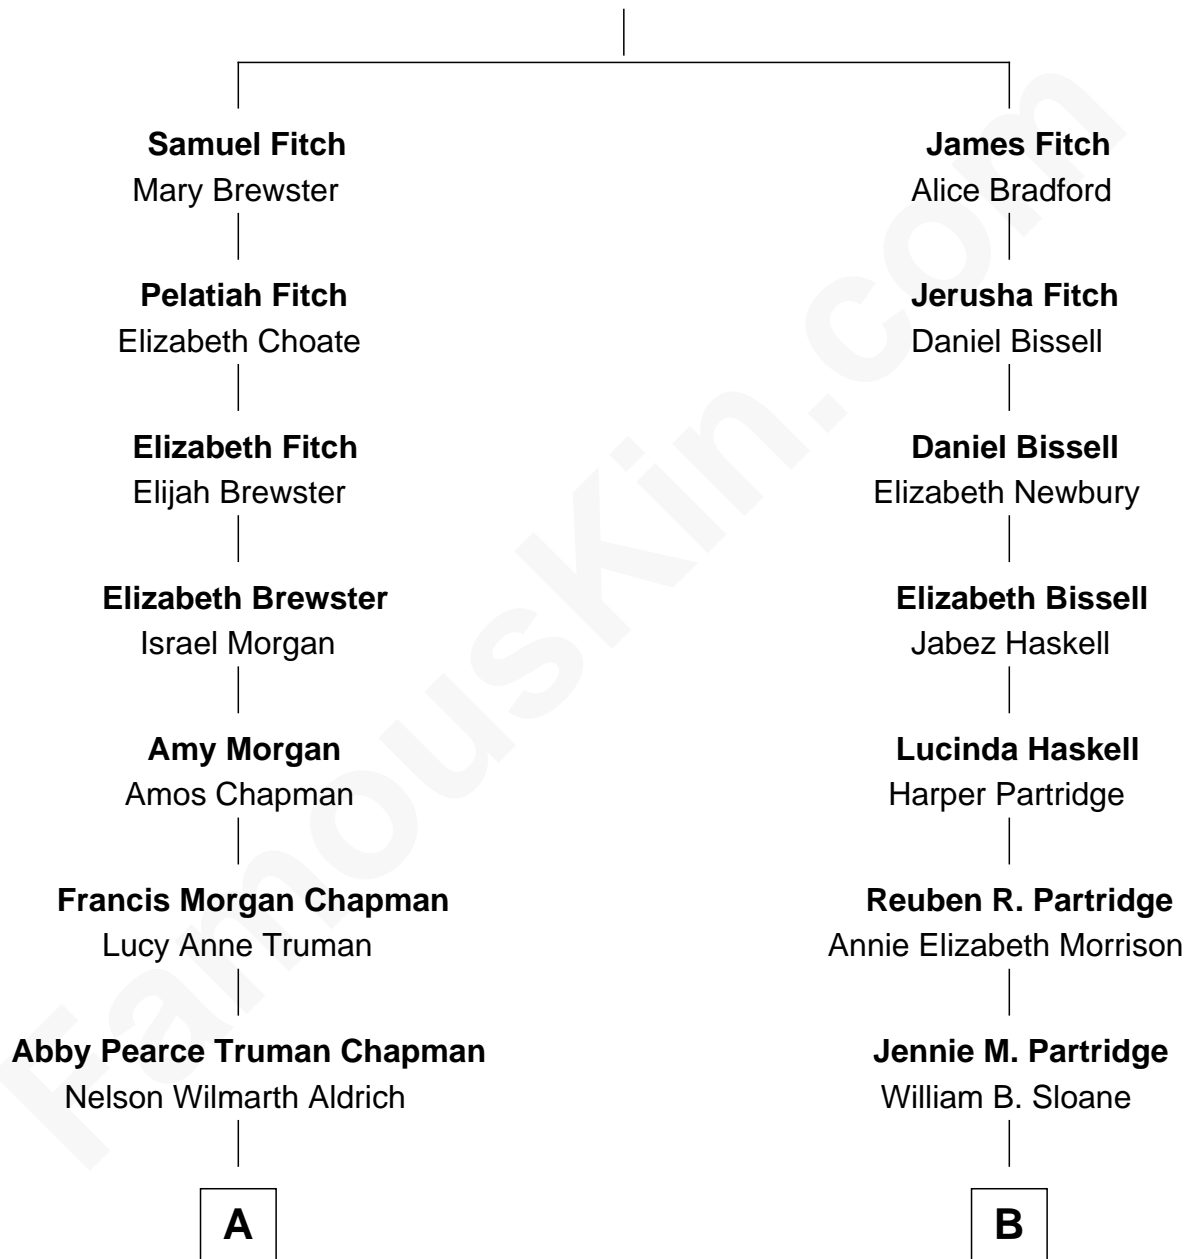 Samuel Fitch
Mary Brewster
Pelatiah Fitch
Elizabeth Choate
Elizabeth Fitch
Elijah Brewster
Elizabeth Brewster
Israel Morgan
Amy Morgan
Amos Chapman
Francis Morgan Chapman
Lucy Anne Truman
Abby Pearce Truman Chapman
Nelson Wilmarth Aldrich
A
James Fitch
Alice Bradford
Jerusha Fitch
Daniel Bissell
Daniel Bissell
Elizabeth Newbury
Elizabeth Bissell
Jabez Haskell
Lucinda Haskell
Harper Partridge
Reuben R. Partridge
Annie Elizabeth Morrison
Jennie M. Partridge
William B. Sloane
B
FamousKin.com